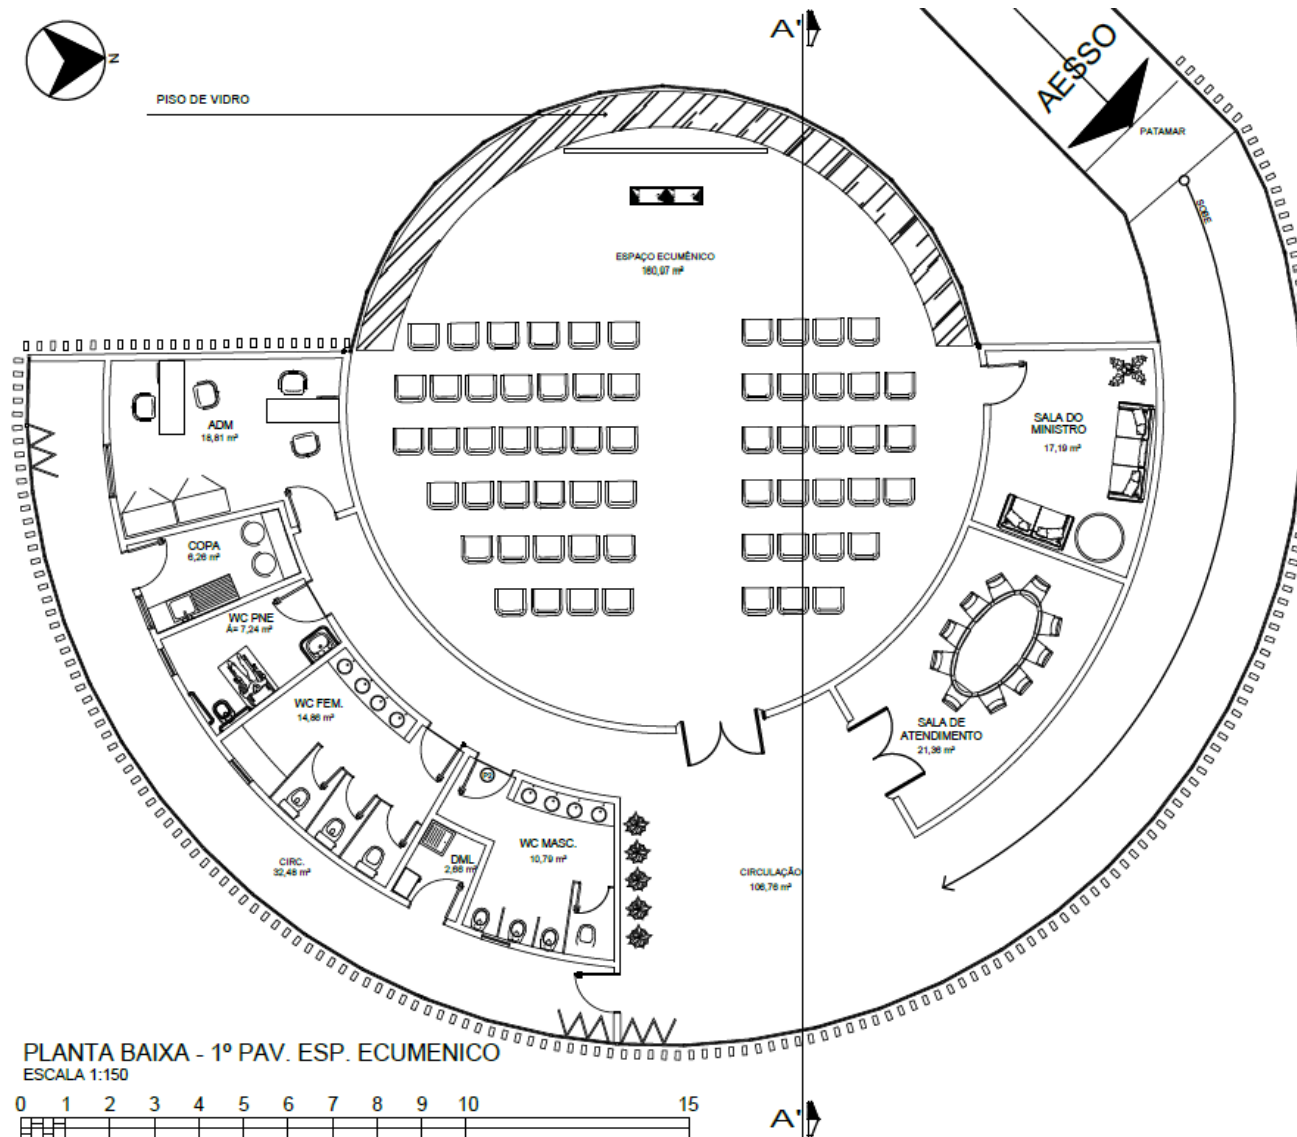 A'
N
PISO DE VIDRO
AESSO
PATAMAR
SOBE
ESPAÇO ECUMÊNICO
160,97 m²
ADM
18,81 m²
SALA DO
MINISTRO
17,19 m²
COPA
6,26 m²
WC PNE
Á= 7,24 m²
WC FEM.
14,86 m²
SALA DE
ATENDIMENTO
21,36 m²
P2
WC MASC.
10,79 m²
DML
2,66 m²
CIRC.
32,48 m²
CIRCULAÇÃO
106,76 m²
PLANTA BAIXA - 1º PAV. ESP. ECUMENICO
ESCALA 1:150
0 1 2 3 4 5 6 7 8 9 10 15
A'